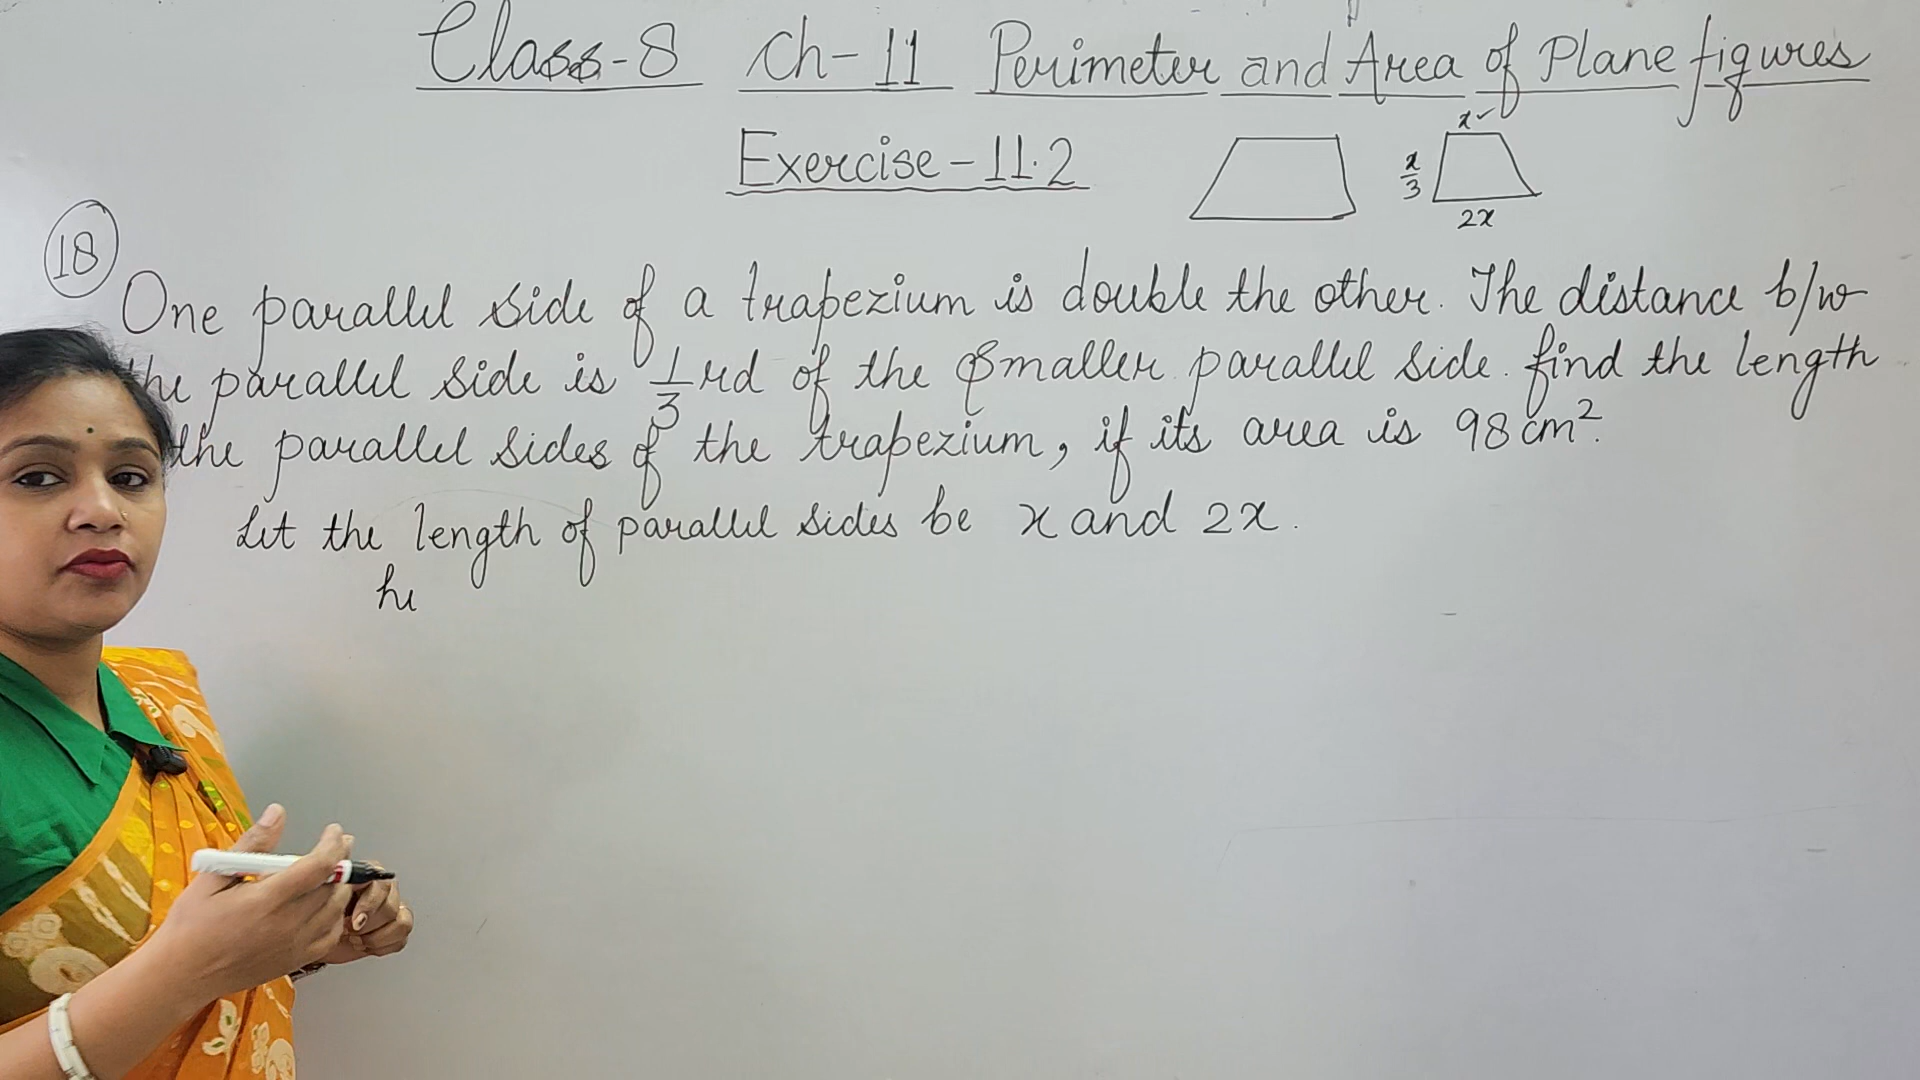 Class-8 Ch-11 Perimeter and Area of Plane figures
Exercise-11.2
x
x/3
2x
18
One parallel side of a trapezium is double the other. The distance b/w
the parallel side is 1/3 rd of the smaller parallel side. find the length
the parallel sides of the trapezium, if its area is 98 cm².
Let the length of parallel sides be x and 2x.
he